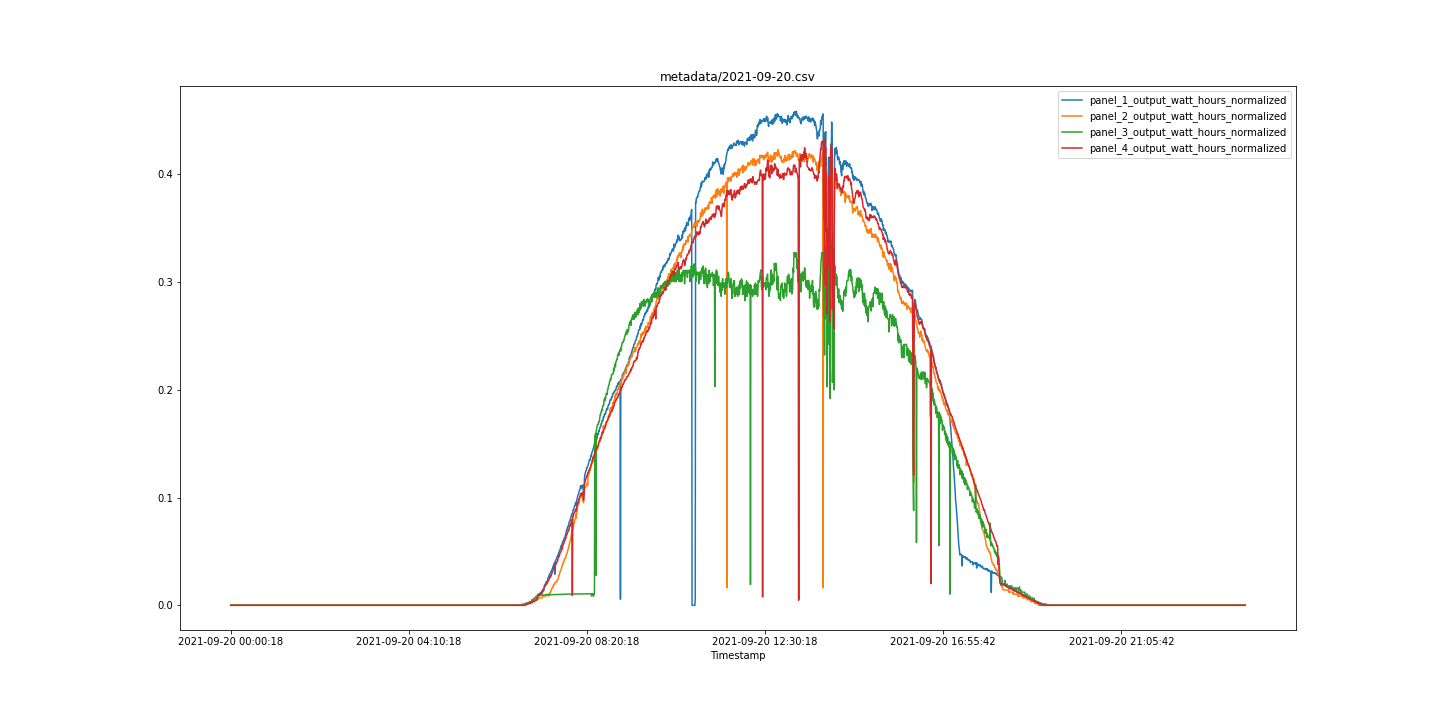 metadata/2021-09-20.csv
panel_1_output_watt_hours_normalized
panel_2_output_watt_hours_normalized
panel_3_output_watt_hours_normalized
panel_4_output_watt_hours_normalized
0.4
0.3
0.2
0.1
0.0
2021-09-20 00:00:18 2021-09-20 04:10:18 2021-09-20 08:20:18 2021-09-20 12:30:18 2021-09-20 16:55:42 2021-09-20 21:05:42
Timestamp